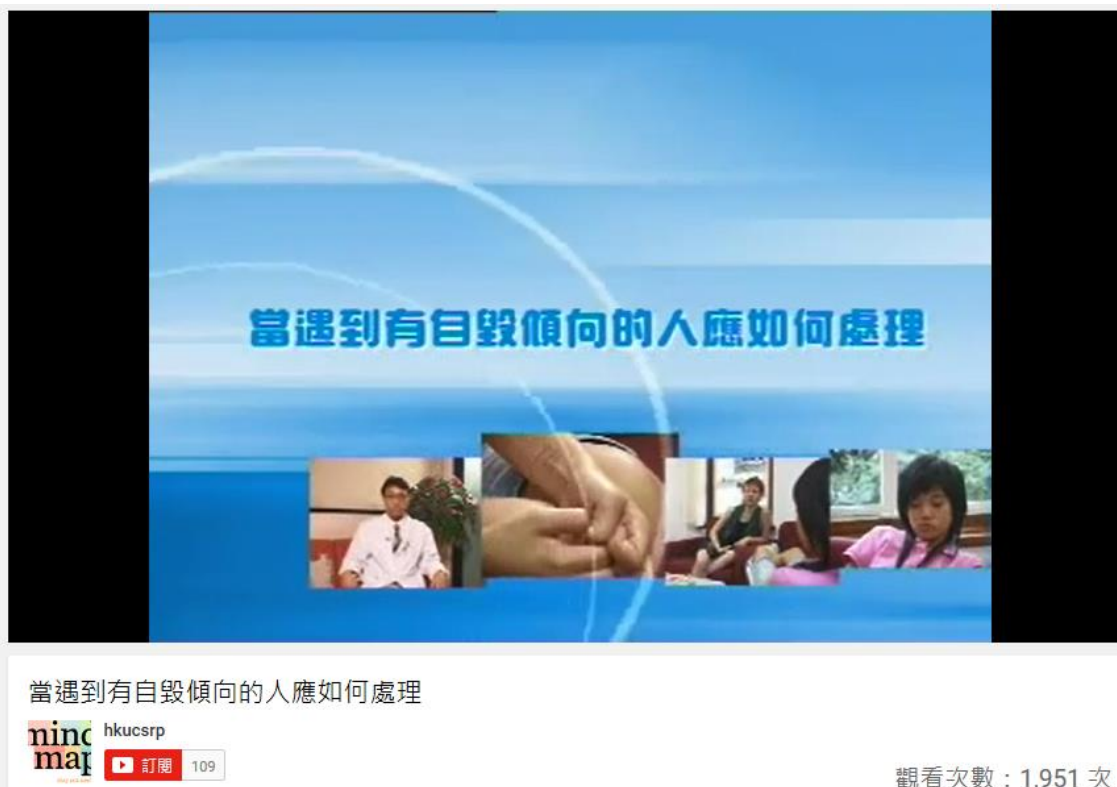 當遇到有自毀傾向的人應如何處理
當遇到有自毀傾向的人應如何處理
mind
map
hkucsrp
訂閱 109
觀看次數：1,951 次